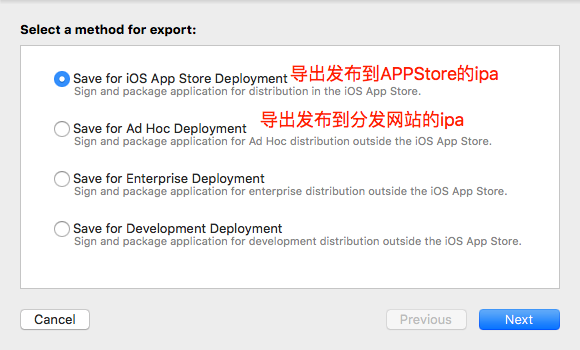 Select a method for export:
Save for iOS App Store Deployment 导出发布到APPStore的ipa
Sign and package application for distribution in the iOS App Store.
Save for Ad Hoc Deployment 导出发布到分发网站的ipa
Sign and package application for Ad Hoc distribution outside the iOS App Store.
Save for Enterprise Deployment
Sign and package application for enterprise distribution outside the iOS App Store.
Save for Development Deployment
Sign and package application for development distribution outside the iOS App Store.
Cancel Previous Next